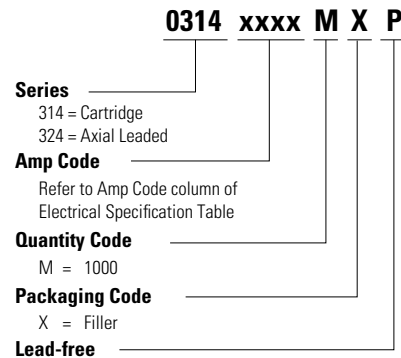 0314 xxxx M X P
Series
314 = Cartridge
324 = Axial Leaded
Amp Code
Refer to Amp Code column of
Electrical Specification Table
Quantity Code
M = 1000
Packaging Code
X = Filler
Lead-free